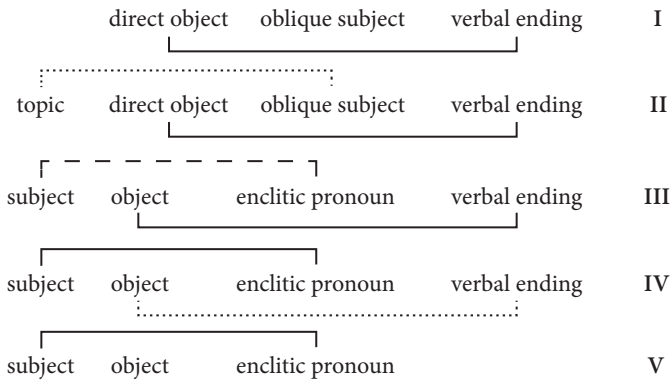 direct object oblique subject verbal ending I
topic direct object oblique subject verbal ending II
subject object enclitic pronoun verbal ending III
subject object enclitic pronoun verbal ending IV
subject object enclitic pronoun V